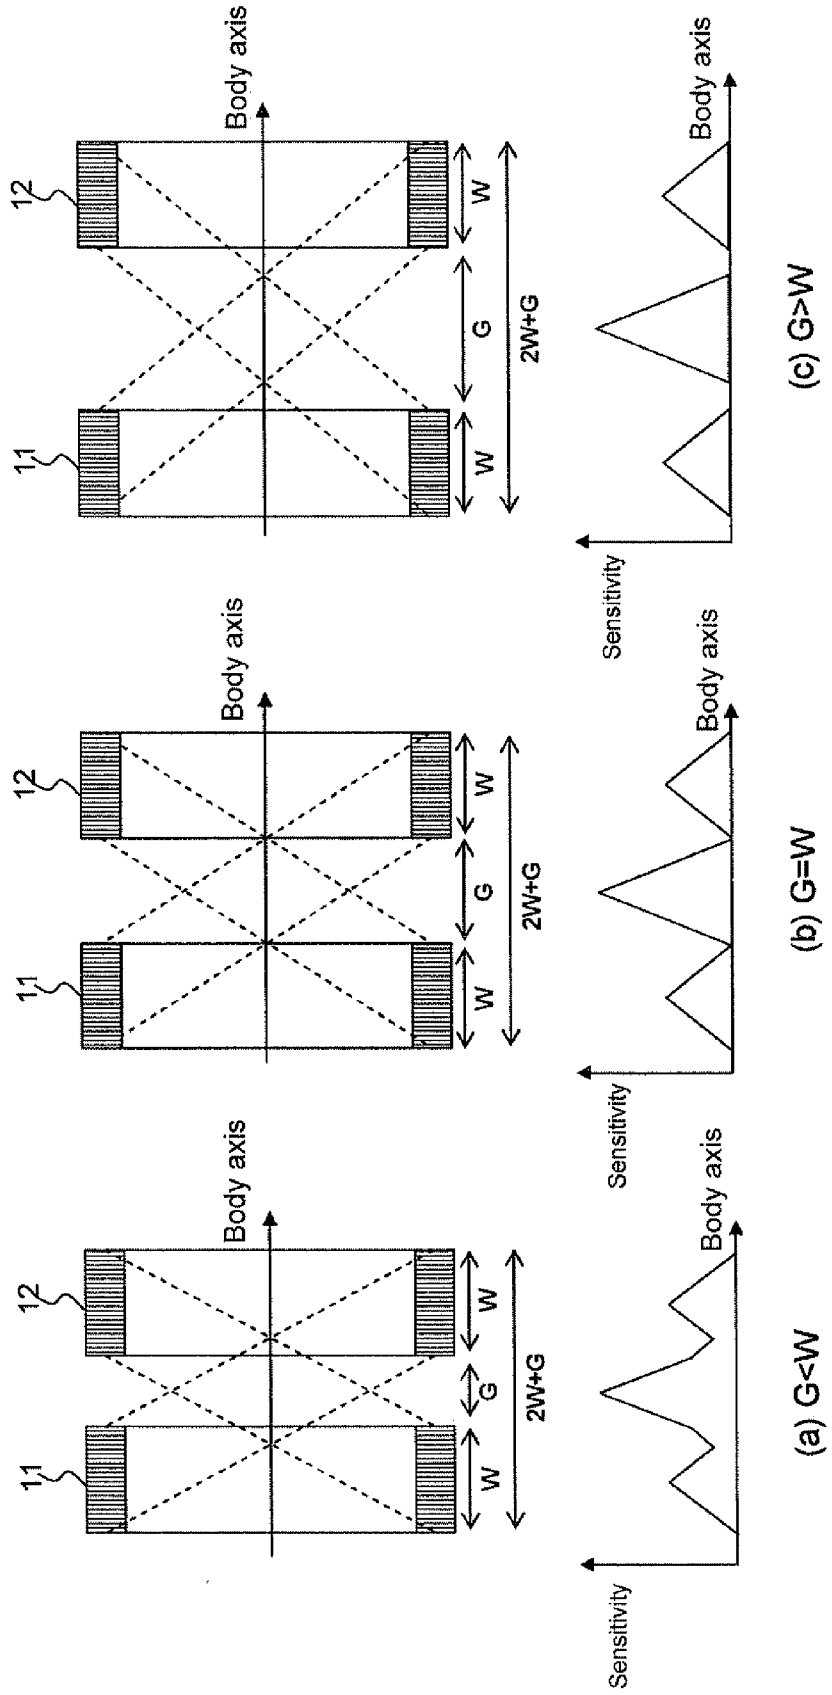 11
12
Body axis
W
G
W
2W+G
Sensitivity
Body axis
(a) G<W
11
12
Body axis
W
G
W
2W+G
Sensitivity
Body axis
(b) G=W
11
12
Body axis
W
G
W
2W+G
Sensitivity
Body axis
(c) G>W